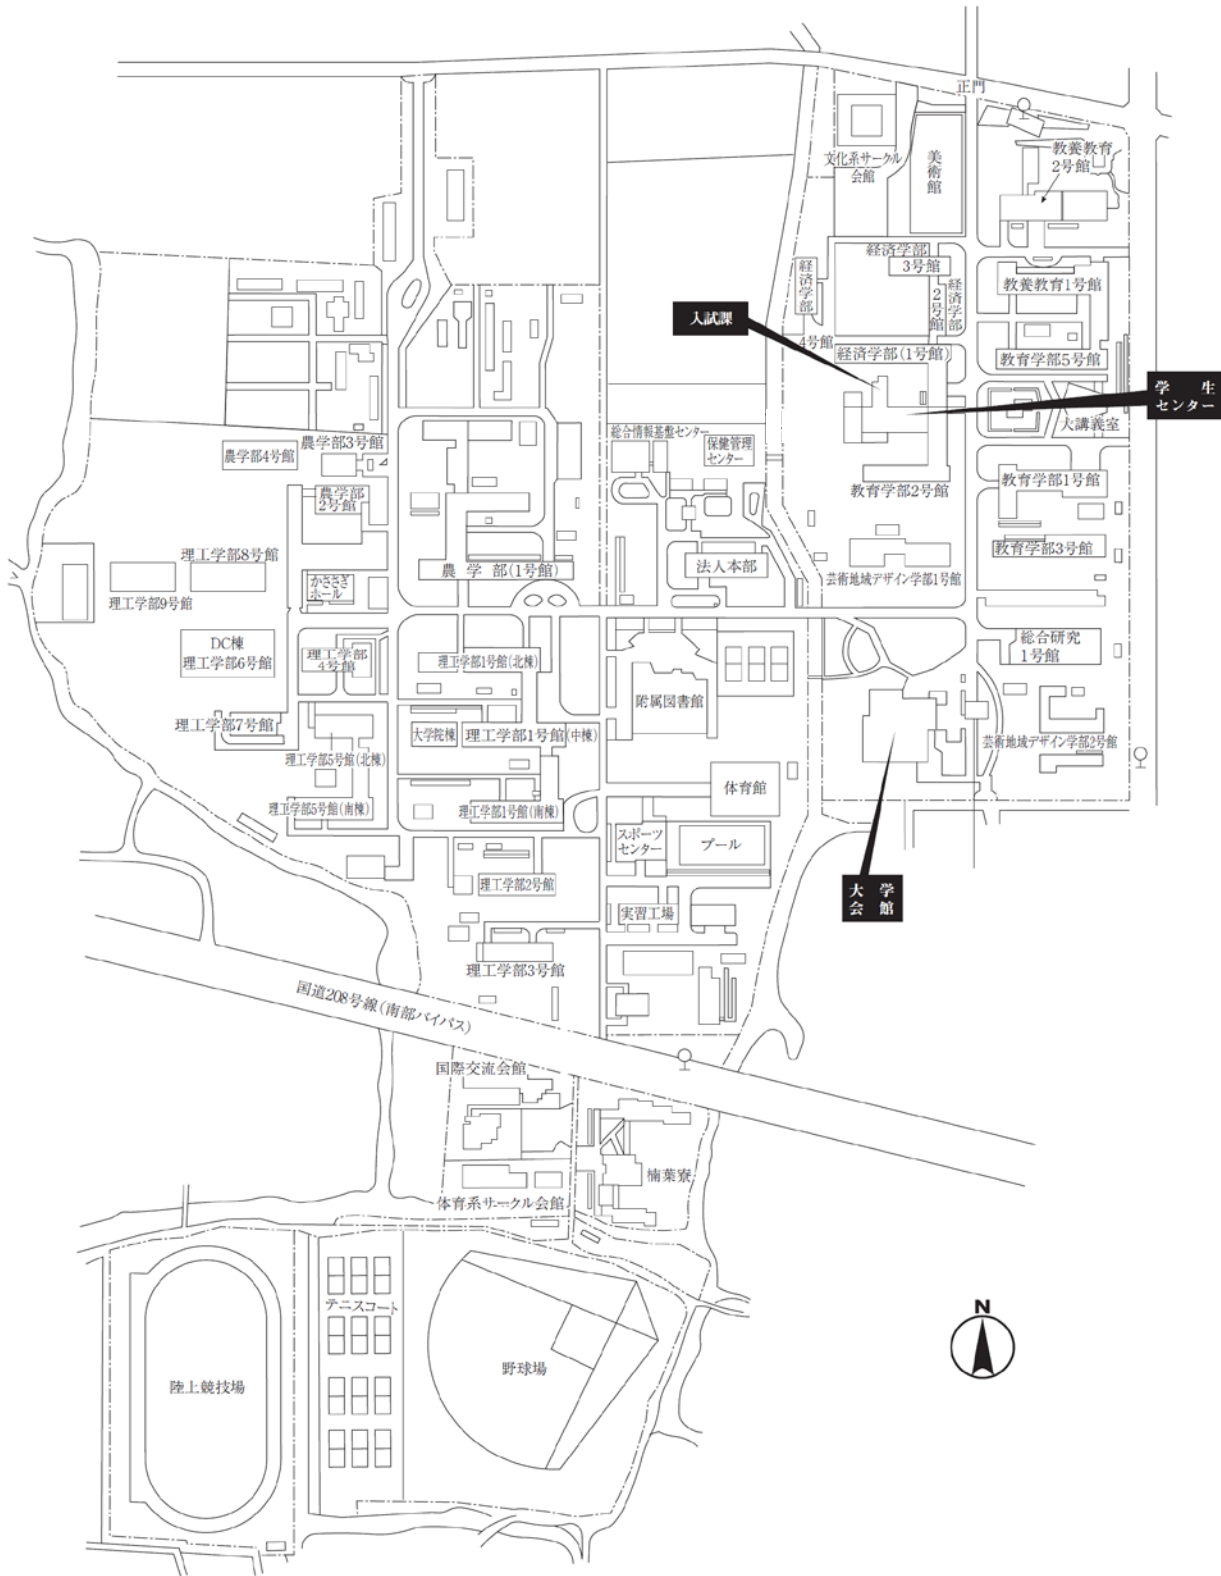 正門
文化系サークル
会館
美術館
教養教育
2号館
経済学部
3号館
経済学部
4号館
経済学部
2号館
教養教育1号館
入試課
経済学部(1号館)
教育学部5号館
学生
センター
大講義室
総合情報基盤センター
保健管理
センター
農学部3号館
農学部4号館
農学部
2号館
教育学部2号館
教育学部1号館
理工学部8号館
農学部(1号館)
法人本部
芸術地域デザイン学部1号館
教育学部3号館
かささぎ
ホール
理工学部9号館
DC棟
理工学部6号館
理工学部
4号館
理工学部1号館(北棟)
総合研究
1号館
附属図書館
理工学部7号館
大学院棟
理工学部1号館(中棟)
芸術地域デザイン学部2号館
理工学部5号館(北棟)
体育館
理工学部5号館(南棟)
理工学部1号館(南棟)
スポーツ
センター
プール
理工学部2号館
大学
会館
実習工場
理工学部3号館
国道208号線(南部バイパス)
国際交流会館
楠葉寮
体育系サークル会館
テニスコート
陸上競技場
野球場
N